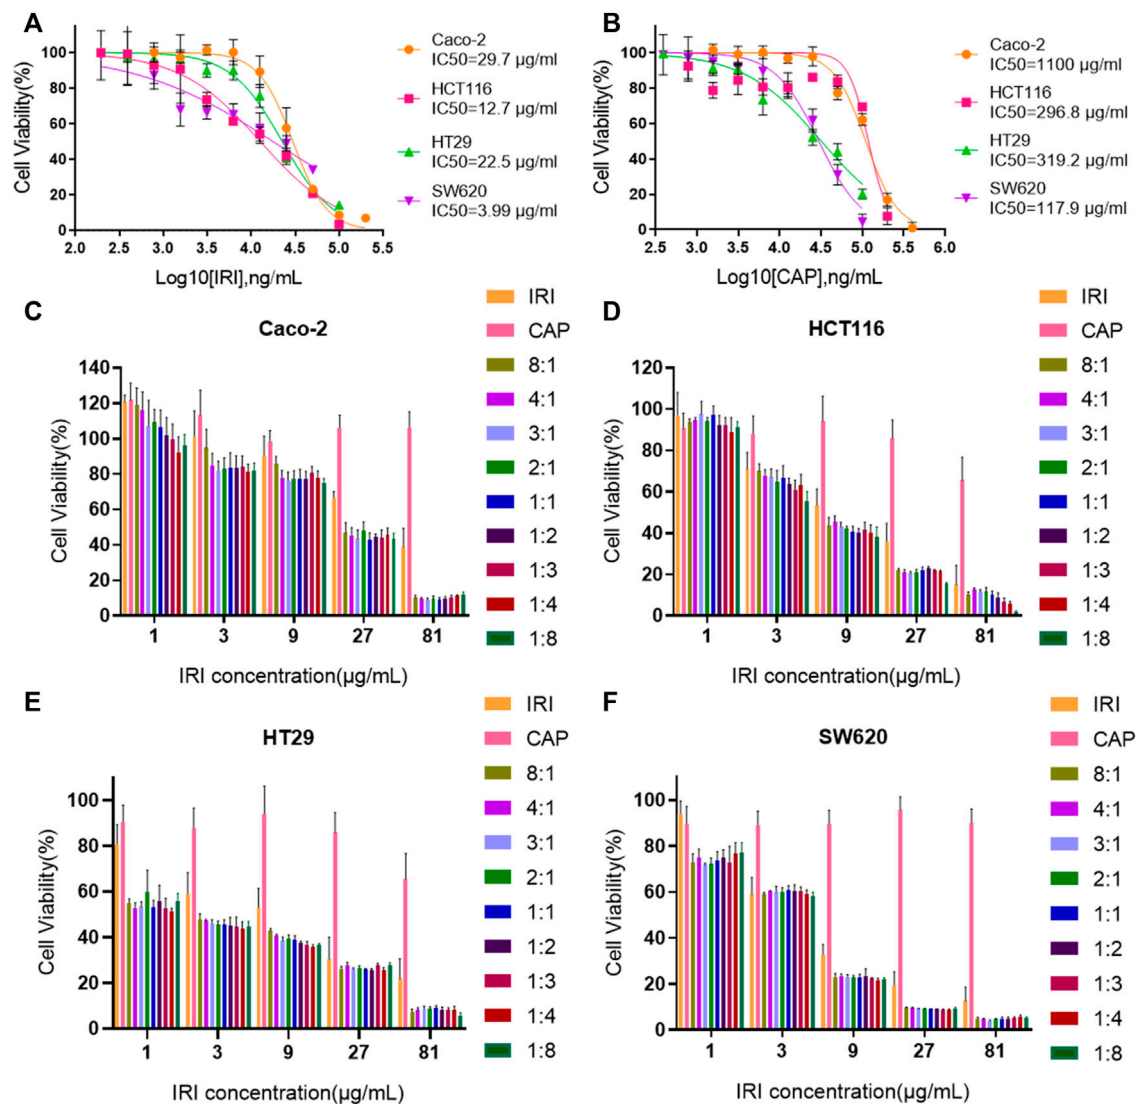 A
Cell Viability(%)
100
80
60
40
20
0
2.0 2.5 3.0 3.5 4.0 4.5 5.0 5.5
Log10[IRI],ng/mL
Caco-2
IC50=29.7 μg/ml
HCT116
IC50=12.7 μg/ml
HT29
IC50=22.5 μg/ml
SW620
IC50=3.99 μg/ml
B
Cell Viability(%)
100
80
60
40
20
0
2.5 3.0 3.5 4.0 4.5 5.0 5.5 6.0
Log10[CAP],ng/mL
Caco-2
IC50=1100 μg/ml
HCT116
IC50=296.8 μg/ml
HT29
IC50=319.2 μg/ml
SW620
IC50=117.9 μg/ml
C
Caco-2
Cell Viability(%)
140
120
100
80
60
40
20
0
1 3 9 27 81
IRI concentration(μg/mL)
IRI
CAP
8:1
4:1
3:1
2:1
1:1
1:2
1:3
1:4
1:8
D
HCT116
Cell Viability(%)
120
100
80
60
40
20
0
1 3 9 27 81
IRI concentration(μg/mL)
IRI
CAP
8:1
4:1
3:1
2:1
1:1
1:2
1:3
1:4
1:8
E
HT29
Cell Viability(%)
100
80
60
40
20
0
1 3 9 27 81
IRI concentration(μg/mL)
IRI
CAP
8:1
4:1
3:1
2:1
1:1
1:2
1:3
1:4
1:8
F
SW620
Cell Viability(%)
100
80
60
40
20
0
1 3 9 27 81
IRI concentration(μg/mL)
IRI
CAP
8:1
4:1
3:1
2:1
1:1
1:2
1:3
1:4
1:8